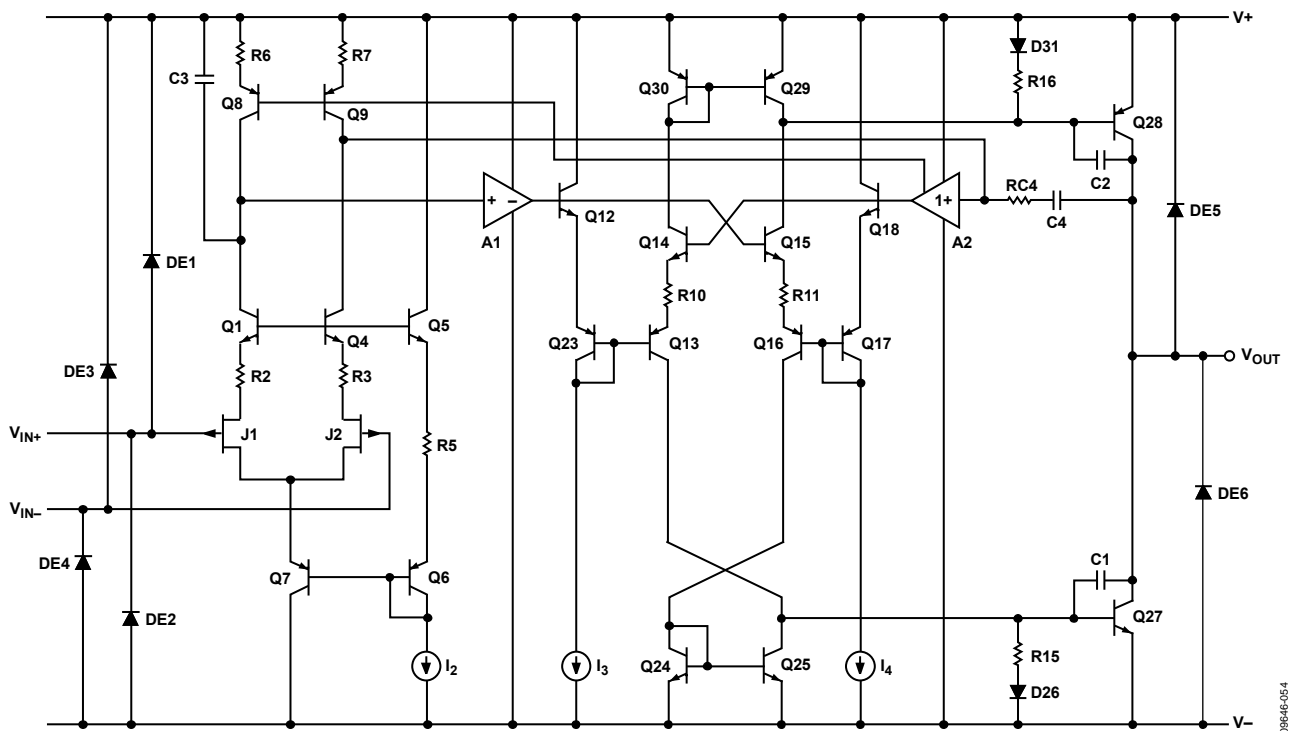 V+
R6
R7
C3
Q8
Q9
D31
R16
Q30
Q29
Q28
C2
RC4
C4
DE5
+
–
A1
Q12
Q14
Q15
Q18
1+
A2
DE1
R10
R11
Q1
Q4
Q5
Q23
Q13
Q16
Q17
VOUT
DE3
R2
R3
VIN+
J1
J2
R5
VIN–
DE6
DE4
Q7
Q6
C1
DE2
Q27
I2
I3
Q24
Q25
I4
R15
D26
V–
09646-054